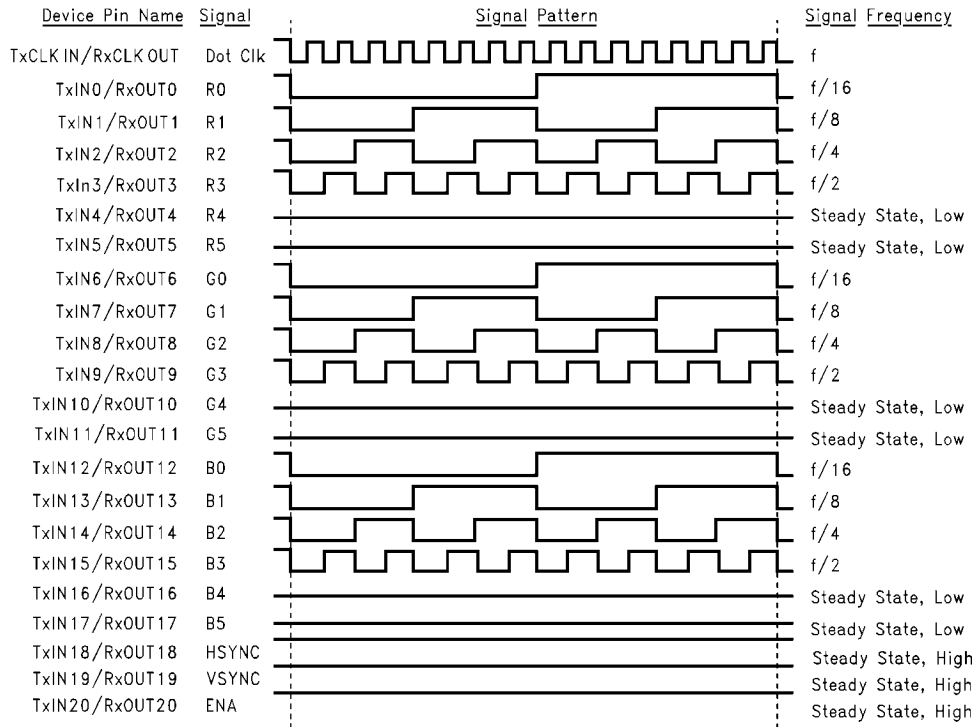 Device Pin Name Signal Signal Pattern Signal Frequency
TxCLK IN/RxCLK OUT Dot Clk f
TxIN0/RxOUT0 R0 f/16
TxIN1/RxOUT1 R1 f/8
TxIN2/RxOUT2 R2 f/4
TxIn3/RxOUT3 R3 f/2
TxIN4/RxOUT4 R4 Steady State, Low
TxIN5/RxOUT5 R5 Steady State, Low
TxIN6/RxOUT6 G0 f/16
TxIN7/RxOUT7 G1 f/8
TxIN8/RxOUT8 G2 f/4
TxIN9/RxOUT9 G3 f/2
TxIN10/RxOUT10 G4 Steady State, Low
TxIN11/RxOUT11 G5 Steady State, Low
TxIN12/RxOUT12 B0 f/16
TxIN13/RxOUT13 B1 f/8
TxIN14/RxOUT14 B2 f/4
TxIN15/RxOUT15 B3 f/2
TxIN16/RxOUT16 B4 Steady State, Low
TxIN17/RxOUT17 B5 Steady State, Low
TxIN18/RxOUT18 HSYNC Steady State, High
TxIN19/RxOUT19 VSYNC Steady State, High
TxIN20/RxOUT20 ENA Steady State, High